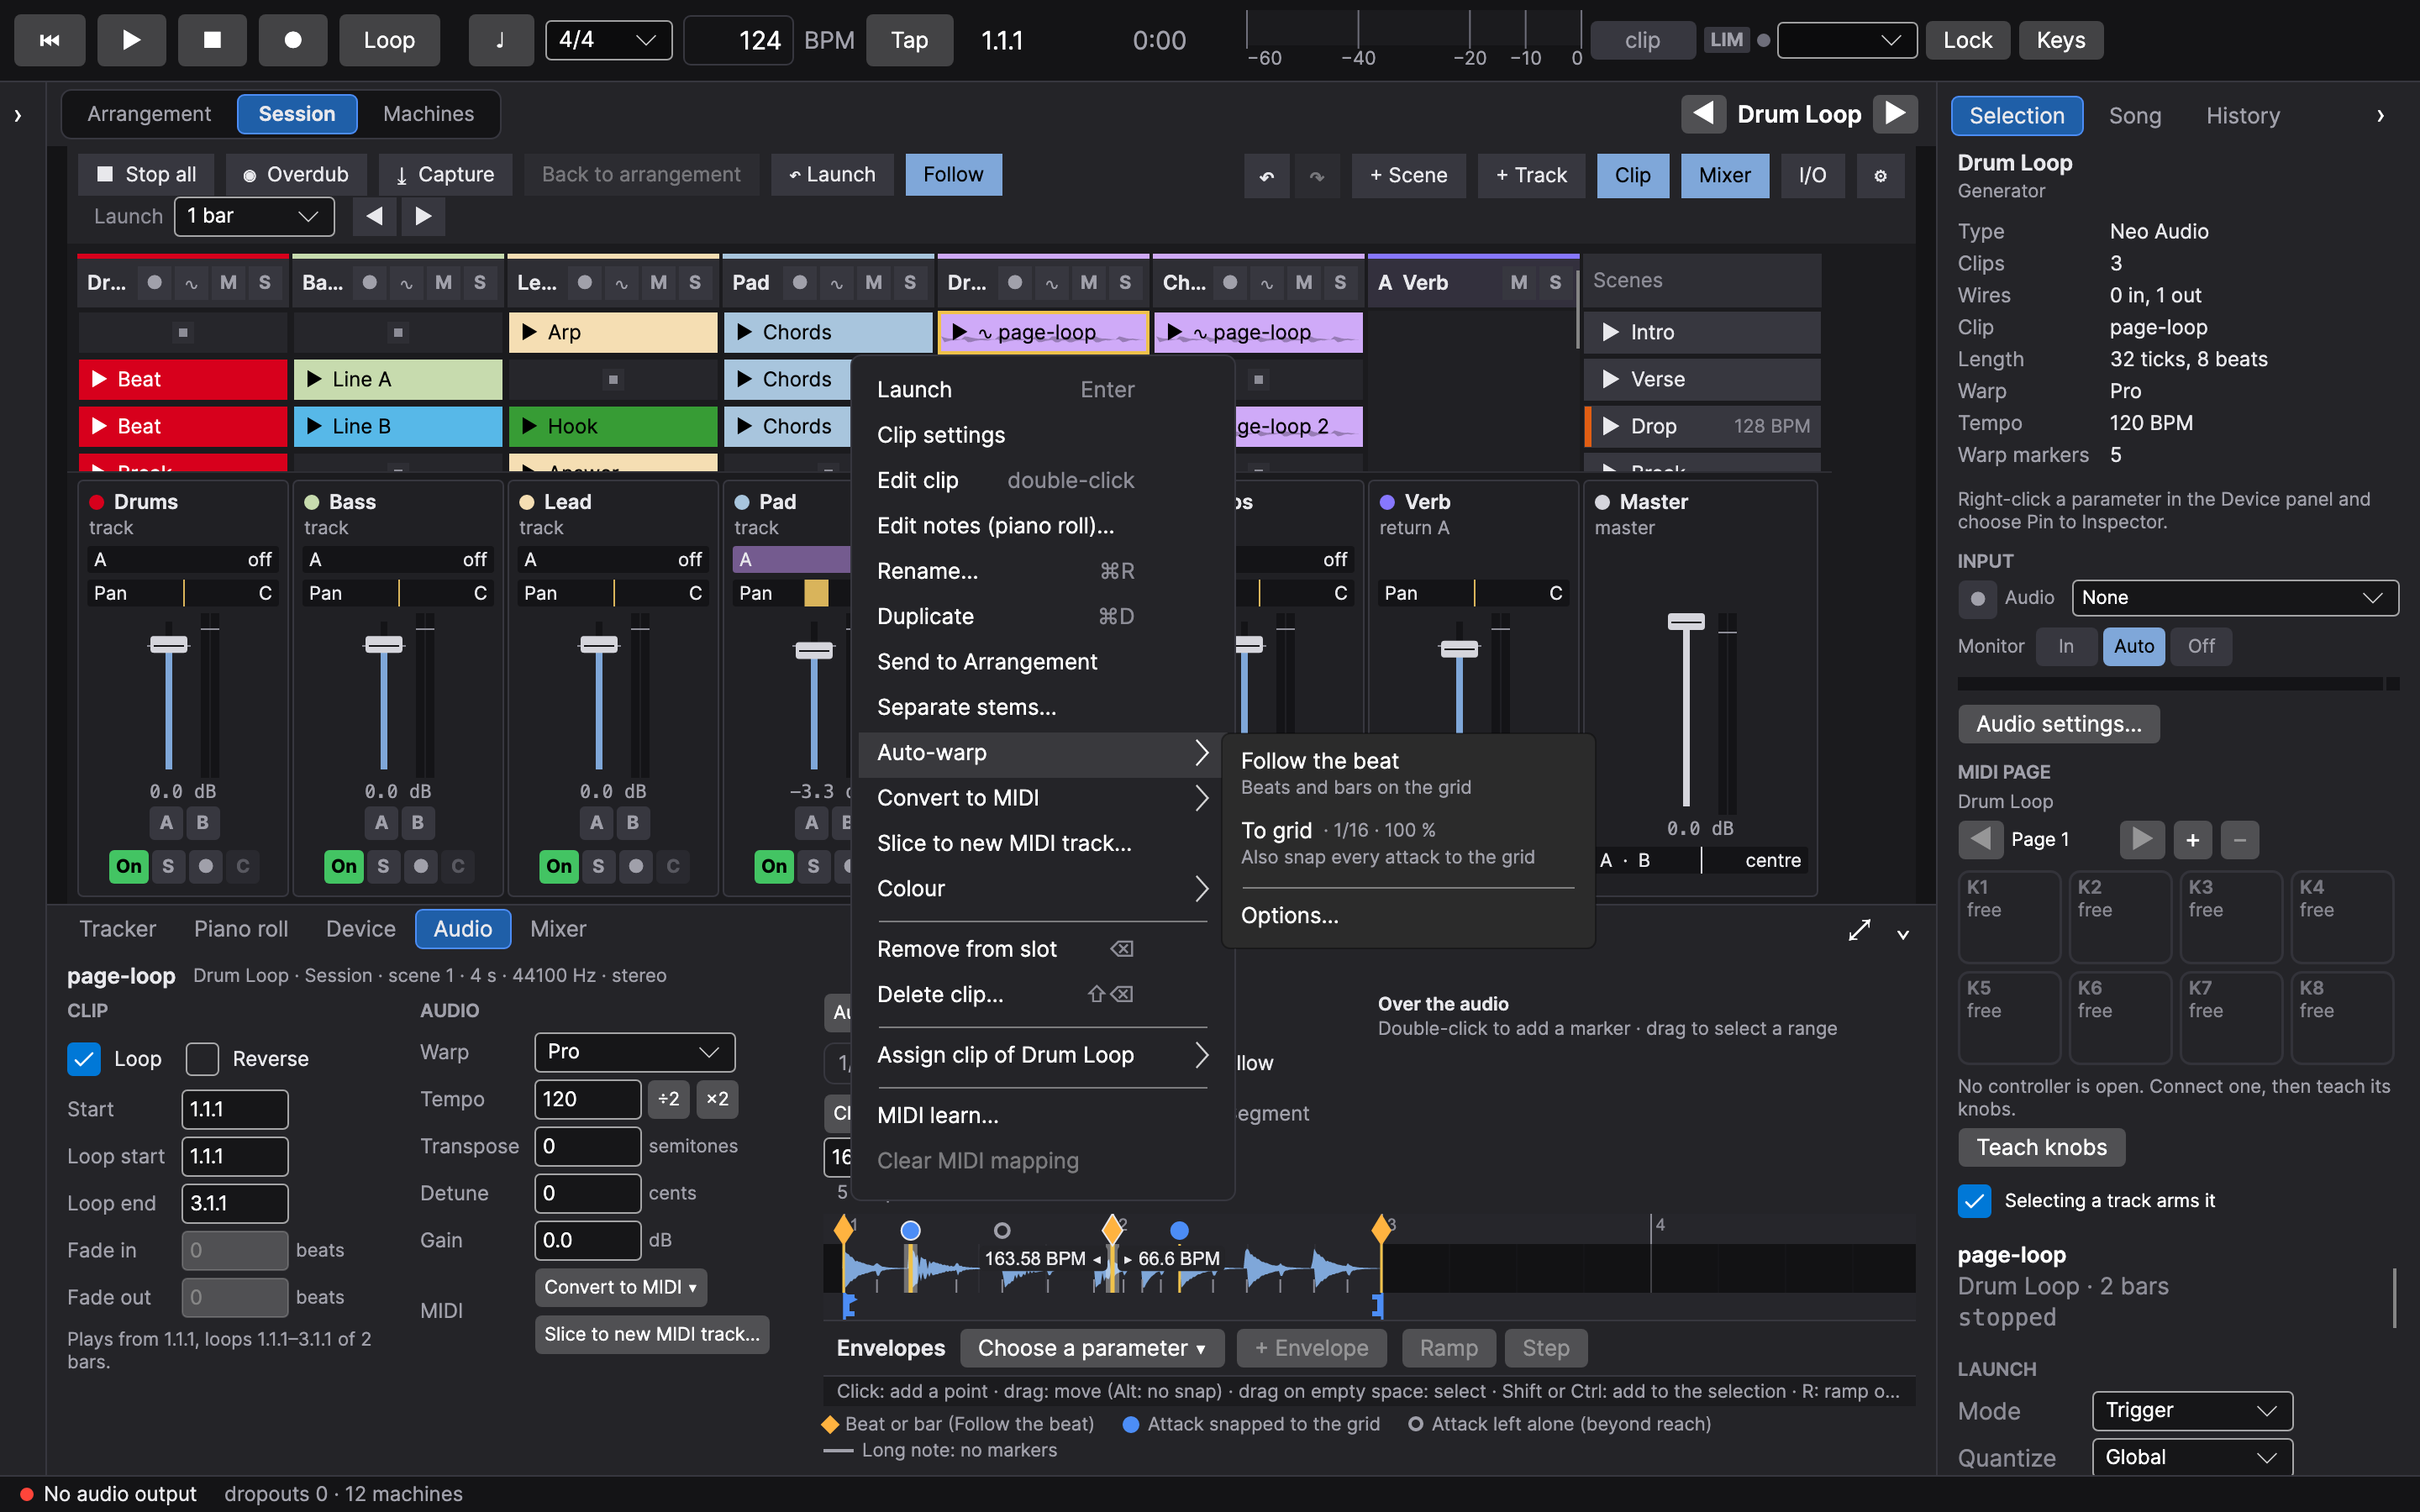 Loop
4/4
124 BPM
Tap
1.1.1
0:00
−60 −40 −20 −10 0
clip
LIM
Lock
Keys
Arrangement
Session
Machines
Drum Loop
Stop all
Overdub
Capture
Back to arrangement
Launch
Follow
+ Scene
+ Track
Clip
Mixer
I/O
Launch
1 bar
Dr... M S
Ba... M S
Le... M S
Pad M S
Dr... M S
Ch... M S
A Verb M S
Scenes
Arp
Chords
page-loop
page-loop
Intro
Beat
Line A
Chords
Verse
Beat
Line B
Hook
Chords
ge-loop 2
Drop 128 BPM
Break
Answer
Break
Drums
track
A off
Pan C
0.0 dB
A B
On S C
Bass
track
A off
Pan C
0.0 dB
A B
On S C
Lead
track
A off
Pan C
0.0 dB
A B
On S C
Pad
track
A
Pan
−3.3
A
On S
off
C
Verb
return A
Pan C
Master
master
0.0 dB
A · B centre
Launch Enter
Clip settings
Edit clip double-click
Edit notes (piano roll)...
Rename... ⌘R
Duplicate ⌘D
Send to Arrangement
Separate stems...
Auto-warp
Convert to MIDI
Slice to new MIDI track...
Colour
Remove from slot ⌫
Delete clip... ⇧⌫
Assign clip of Drum Loop
MIDI learn...
Clear MIDI mapping
Follow the beat
Beats and bars on the grid
To grid · 1/16 · 100 %
Also snap every attack to the grid
Options...
Tracker
Piano roll
Device
Audio
Mixer
page-loop Drum Loop · Session · scene 1 · 4 s · 44100 Hz · stereo
CLIP
Loop
Reverse
Start 1.1.1
Loop start 1.1.1
Loop end 3.1.1
Fade in 0 beats
Fade out 0 beats
Plays from 1.1.1, loops 1.1.1–3.1.1 of 2
bars.
AUDIO
Warp Pro
Tempo 120 ÷2 ×2
Transpose 0 semitones
Detune 0 cents
Gain 0.0 dB
Convert to MIDI ▾
MIDI
Slice to new MIDI track...
16
5
llow
egment
Over the audio
Double-click to add a marker · drag to select a range
1 2 3 4
163.58 BPM ◂ ▸ 66.6 BPM
Envelopes
Choose a parameter ▾
+ Envelope
Ramp
Step
Click: add a point · drag: move (Alt: no snap) · drag on empty space: select · Shift or Ctrl: add to the selection · R: ramp o...
Beat or bar (Follow the beat)
Attack snapped to the grid
Attack left alone (beyond reach)
Long note: no markers
Selection
Song
History
Drum Loop
Generator
Type Neo Audio
Clips 3
Wires 0 in, 1 out
Clip page-loop
Length 32 ticks, 8 beats
Warp Pro
Tempo 120 BPM
Warp markers 5
Right-click a parameter in the Device panel and
choose Pin to Inspector.
INPUT
Audio None
Monitor In Auto Off
Audio settings...
MIDI PAGE
Drum Loop
Page 1 + −
K1 free
K2 free
K3 free
K4 free
K5 free
K6 free
K7 free
K8 free
No controller is open. Connect one, then teach its
knobs.
Teach knobs
Selecting a track arms it
page-loop
Drum Loop · 2 bars
stopped
LAUNCH
Mode Trigger
Quantize Global
No audio output
dropouts 0 · 12 machines